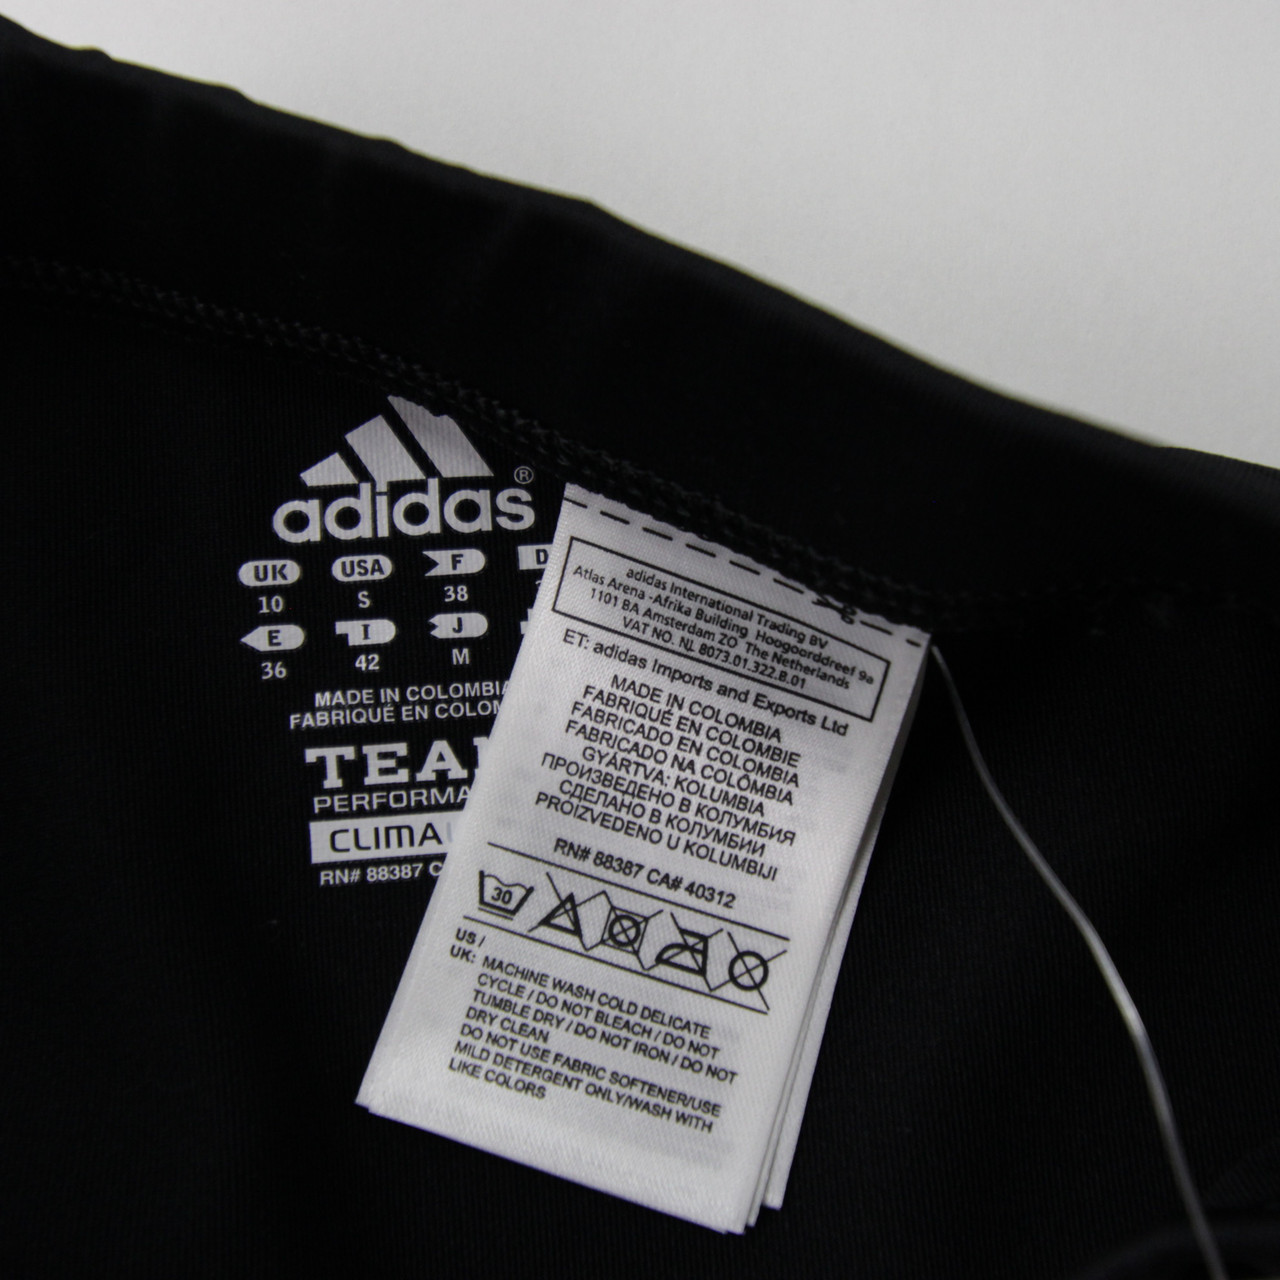 adidas®
UK USA F D
10 S 38
E I J
36 42 M
MADE IN COLOMBIA
FABRIQUÉ EN COLOM
TEA
PERFORMA
CLIMA
RN# 88387 C
adidas International Trading BV
Atlas Arena -Afrika Building Hoogoorddreef 9a
1101 BA Amsterdam ZO The Netherlands
VAT NO. NL 8073.01.322.B.01
ET: adidas Imports and Exports Ltd
MADE IN COLOMBIA
FABRIQUÉ EN COLOMBIE
FABRICADO EN COLOMBIA
FABRICADO NA COLÔMBIA
GYÁRTVA: KOLUMBIA
ПРОИЗВЕДЕНО В КОЛУМБИЯ
СДЕЛАНО В КОЛУМБИИ
PROIZVEDENO U KOLUMBIJI
RN# 88387 CA# 40312
30
US /
UK: MACHINE WASH COLD DELICATE
CYCLE / DO NOT BLEACH / DO NOT
TUMBLE DRY / DO NOT IRON / DO NOT
DRY CLEAN
DO NOT USE FABRIC SOFTENER/USE
MILD DETERGENT ONLY/WASH WITH
LIKE COLORS